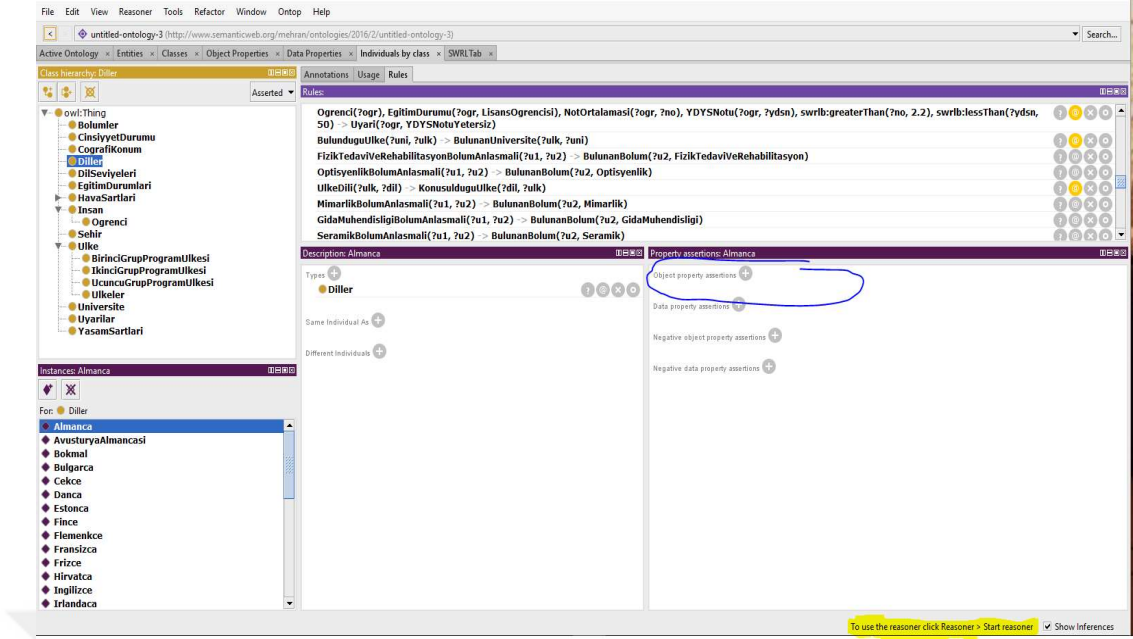 File Edit View Reasoner Tools Refactor Window Ontop Help
untitled-ontology-3 (http://www.semanticweb.org/mehran/ontologies/2016/2/untitled-ontology-3)
Search...
Active Ontology × Entities × Classes × Object Properties × Data Properties × Individuals by class × SWRLTab ×
Class hierarchy: Diller
Asserted
owl:Thing
Bolumler
CinsiyyetDurumu
CografiKonum
Diller
DilSeviyeleri
EgitimDurumlari
HavaSartlari
Insan
Ogrenci
Sehir
Ulke
BirinciGrupProgramUlkesi
IkinciGrupProgramUlkesi
UcuncuGrupProgramUlkesi
Ulkeler
Universite
Uyarilar
YasamSartlari
Instances: Almanca
For: Diller
Almanca
AvusturyaAlmancasi
Bokmal
Bulgarca
Cekce
Danca
Estonca
Fince
Flemenkce
Fransizca
Frizce
Hirvatca
Ingilizce
Irlandaca
Annotations Usage Rules
Rules:
Ogrenci(?ogr), EgitimDurumu(?ogr, LisansOgrencisi), NotOrtalamasi(?ogr, ?no), YDYSNotu(?ogr, ?ydsn), swrlb:greaterThan(?no, 2.2), swrlb:lessThan(?ydsn,
50) -> Uyari(?ogr, YDYSNotuYetersiz)
BulunduguUlke(?uni, ?ulk) -> BulunanUniversite(?ulk, ?uni)
FizikTedaviVeRehabilitasyonBolumAnlasmali(?u1, ?u2) -> BulunanBolum(?u2, FizikTedaviVeRehabilitasyon)
OptisyenlikBolumAnlasmali(?u1, ?u2) -> BulunanBolum(?u2, Optisyenlik)
UlkeDili(?ulk, ?dil) -> KonusulduguUlke(?dil, ?ulk)
MimarlikBolumAnlasmali(?u1, ?u2) -> BulunanBolum(?u2, Mimarlik)
GidaMuhendisligiBolumAnlasmali(?u1, ?u2) -> BulunanBolum(?u2, GidaMuhendisligi)
SeramikBolumAnlasmali(?u1, ?u2) -> BulunanBolum(?u2, Seramik)
Description: Almanca
Types
Diller
Same Individual As
Different Individuals
Property assertions: Almanca
Object property assertions
Data property assertions
Negative object property assertions
Negative data property assertions
To use the reasoner click Reasoner > Start reasoner Show Inferences